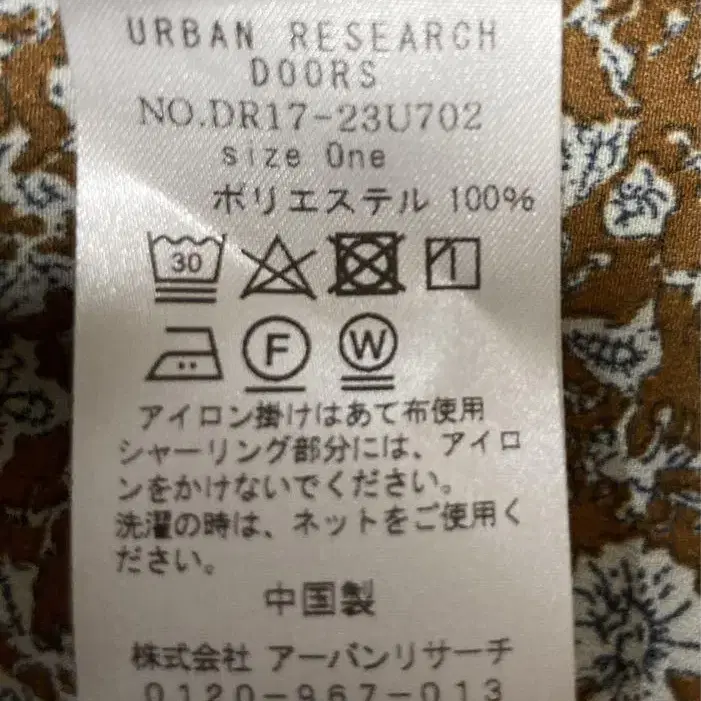 URBAN RESEARCH
DOORS
NO.DR17-23U702
size One
ポリエステル 100%
30
F W
アイロン掛けはあて布使用
シャーリング部分には、アイロ
ンをかけないでください。
洗濯の時は、ネットをご使用く
ださい。
中国製
株式会社 アーバンリサーチ
0120-967-013